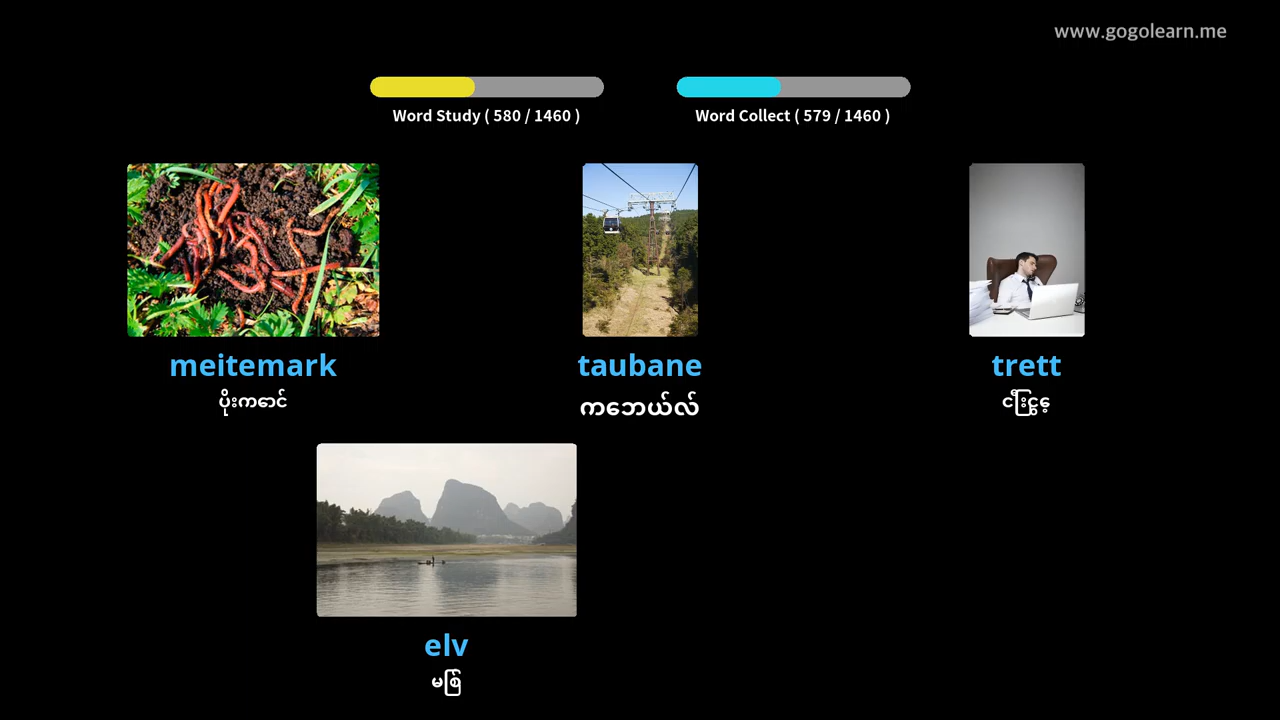 www.gogolearn.me
Word Study ( 580 / 1460 )
Word Collect ( 579 / 1460 )
meitemark
ပိုးကောင်
taubane
ကဘေယ်လ်
trett
ငြီးငွေ့
elv
မြစ်